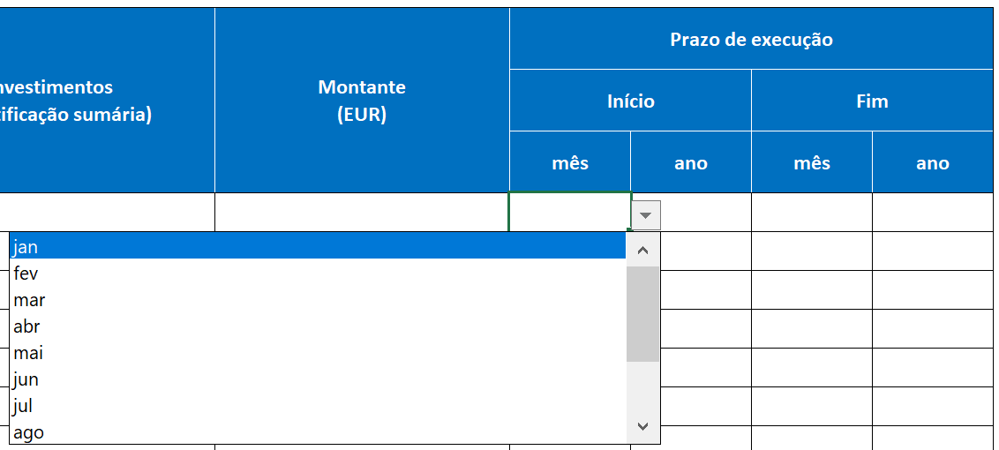 Prazo de execução
nvestimentos
Montante
Início
Fim
ificação sumária)
(EUR)
mês
ano
mês
ano
jan
fev
mar
abr
mai
jun
jul
ago